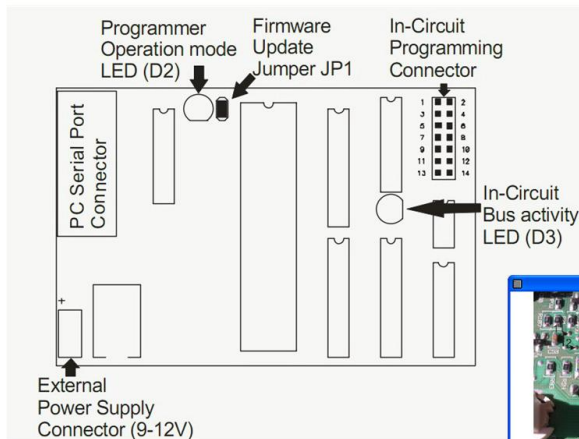 Programmer
Operation mode
LED (D2)
Firmware
Update
Jumper JP1
In-Circuit
Programming
Connector
PC Serial Port
Connector
1 2
3 4
5 6
7 8
9 10
11 12
13 14
In-Circuit
Bus activity
LED (D3)
+
External
Power Supply
Connector (9-12V)